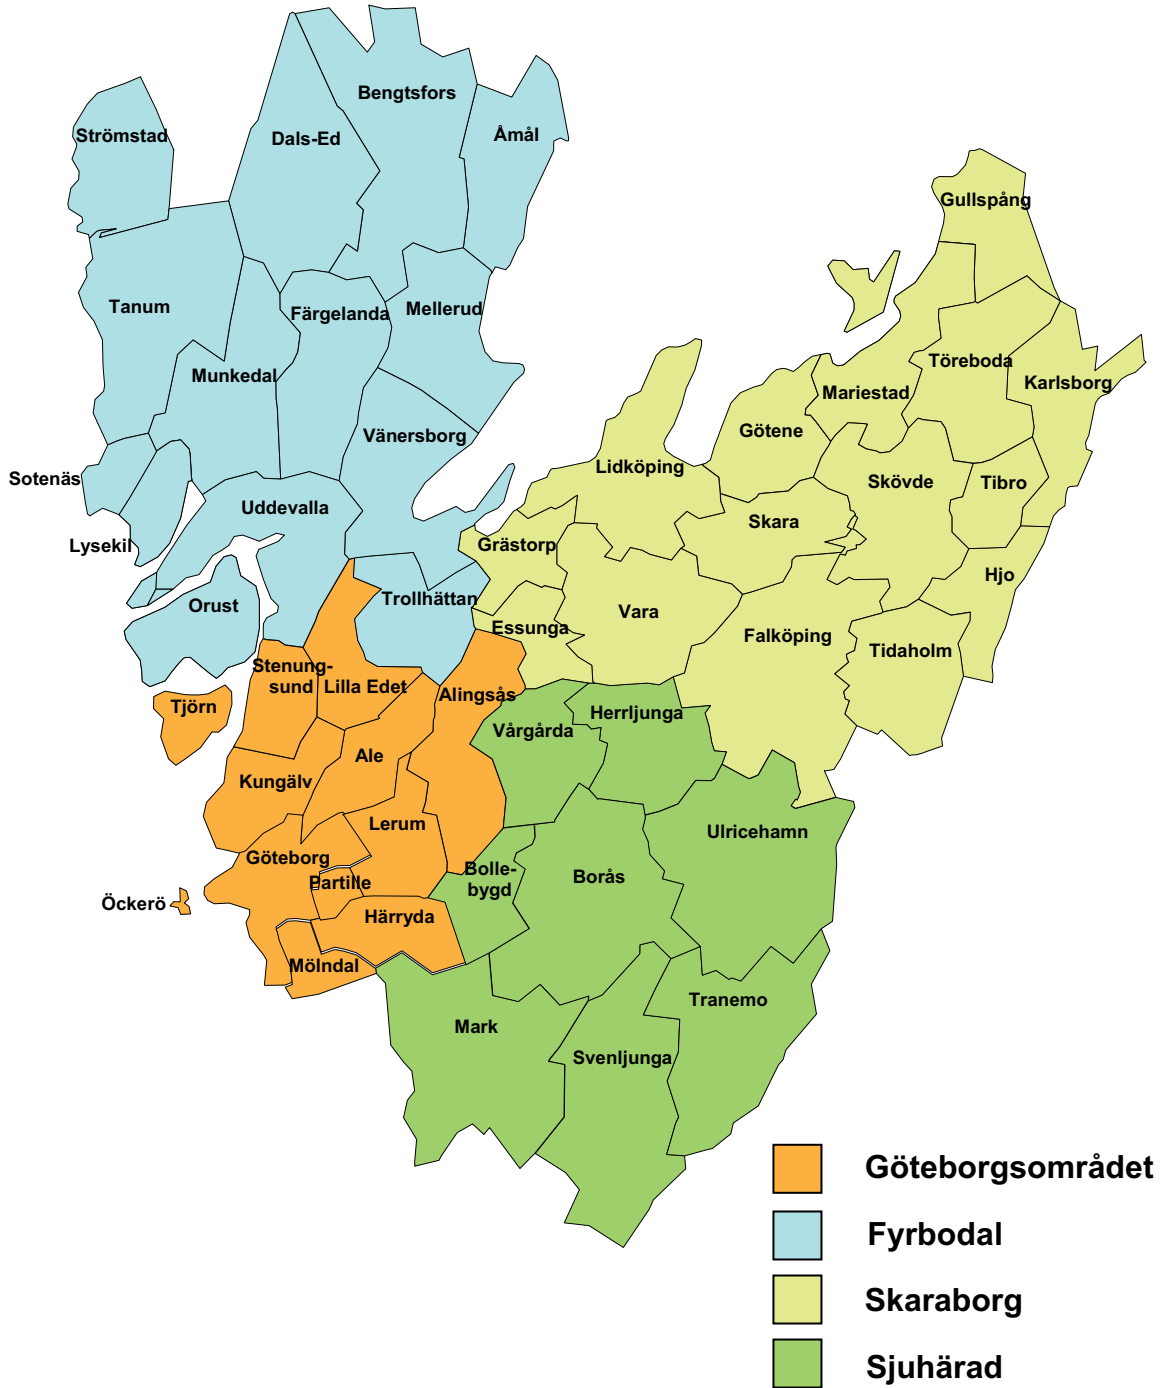 Bengtsfors
Strömstad
Dals-Ed
Åmål
Gullspång
Tanum
Färgelanda
Mellerud
Munkedal
Töreboda
Karlsborg
Mariestad
Götene
Vänersborg
Lidköping
Sotenäs
Skövde
Tibro
Uddevalla
Skara
Lysekil
Grästorp
Hjo
Orust
Trollhättan
Vara
Essunga
Falköping
Tidaholm
Stenung-
sund
Lilla Edet
Alingsås
Tjörn
Herrljunga
Vårgårda
Ale
Kungälv
Lerum
Ulricehamn
Göteborg
Bolle-
bygd
Partille
Borås
Öckerö
Härryda
Mölndal
Tranemo
Mark
Svenljunga
Göteborgsområdet
Fyrbodal
Skaraborg
Sjuhärad